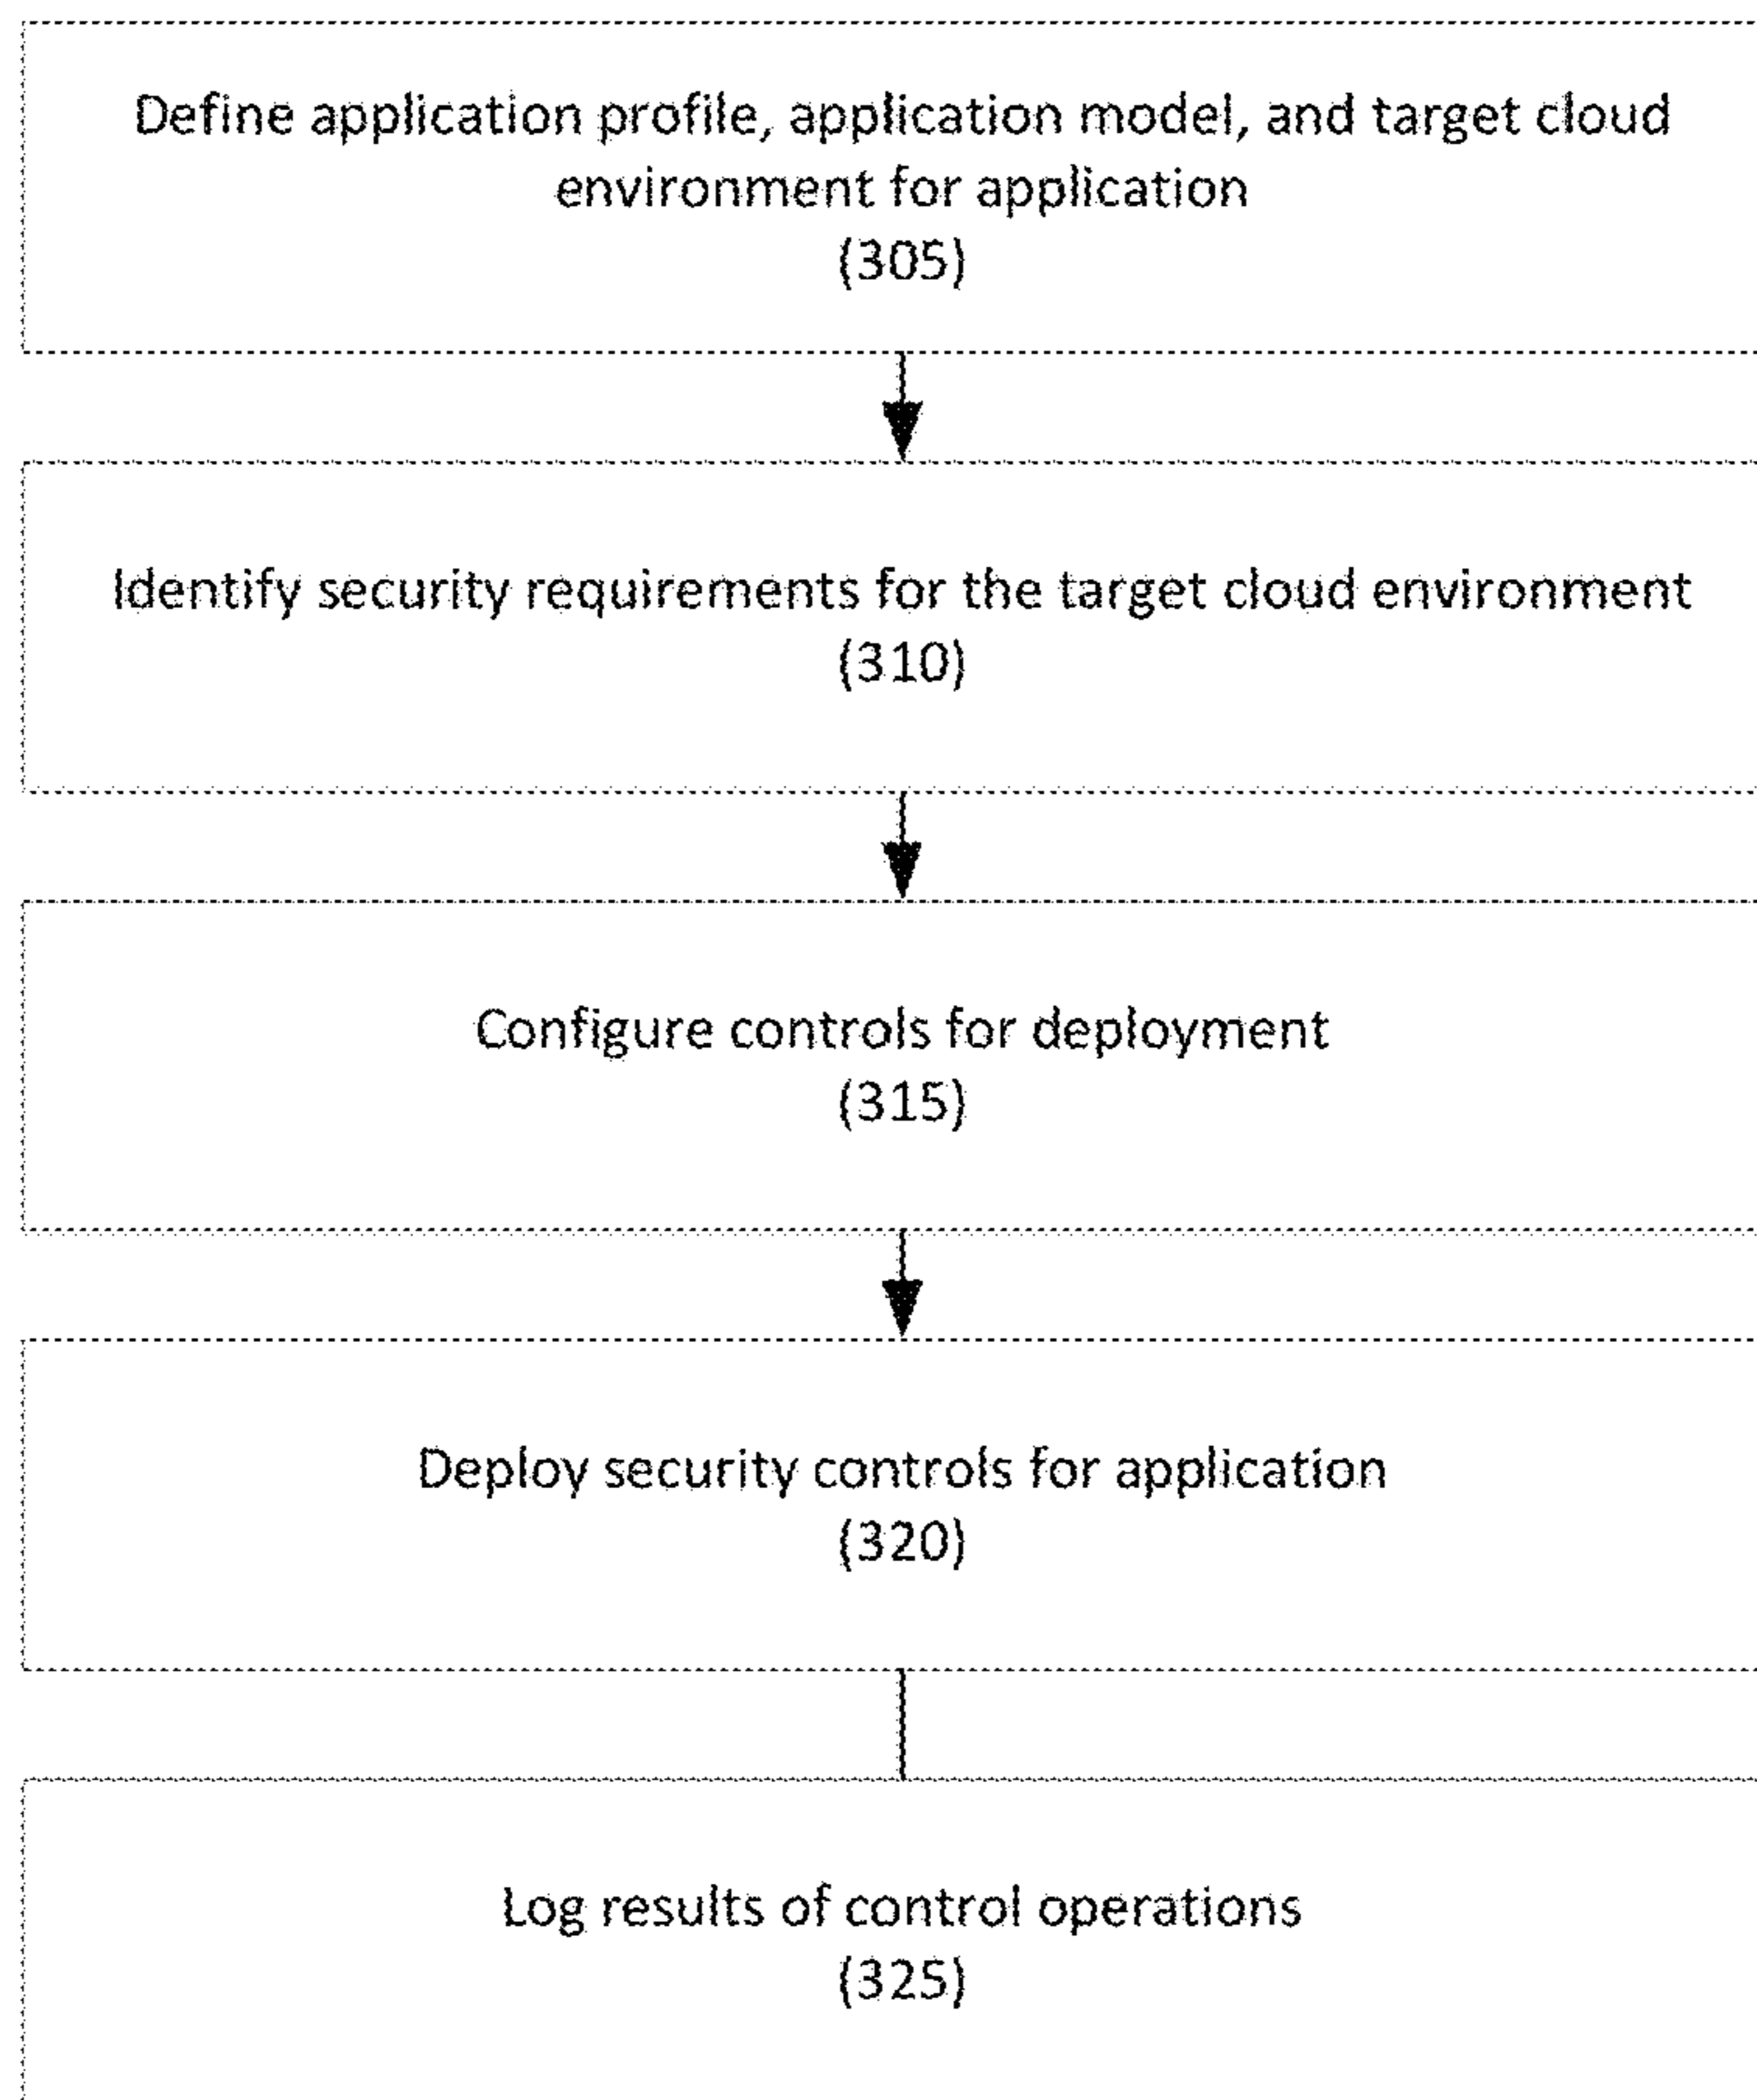 Define application profile, application model, and target cloud
environment for application
(305)
Identify security requirements for the target cloud environment
(310)
Configure controls for deployment
(315)
Deploy security controls for application
(320)
Log results of control operations
(325)